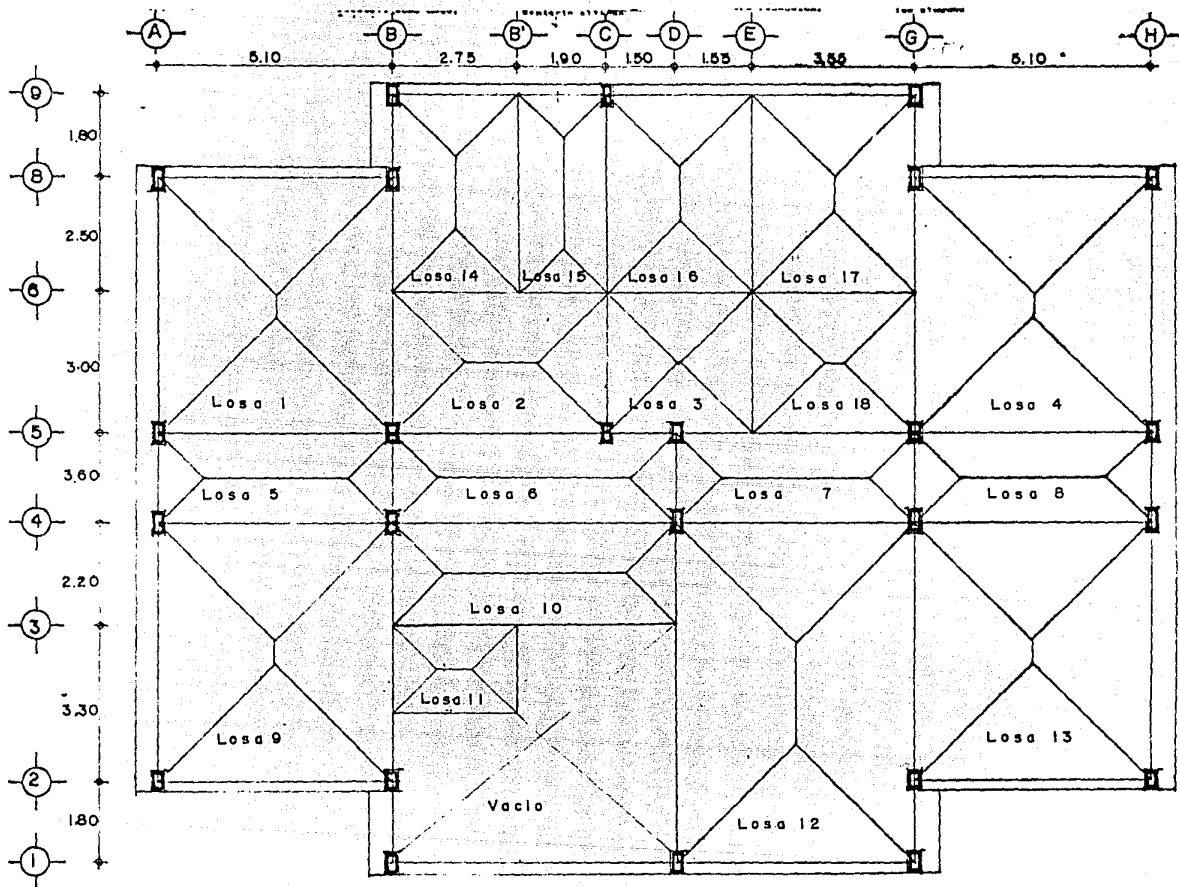 A B B' C D E G H
5.10 2.75 1.90 1.50 1.55 3.55 5.10
9
1.80
8
2.50
6
Losa 14 Losa 15 Losa 16 Losa 17
3.00
Losa 1 Losa 2 Losa 3 Losa 18 Losa 4
5
3.60
Losa 5 Losa 6 Losa 7 Losa 8
4
2.20
Losa 10
3
Losa 11
3.30
Losa 9 Losa 13
2
Vacio
1.80
Losa 12
1